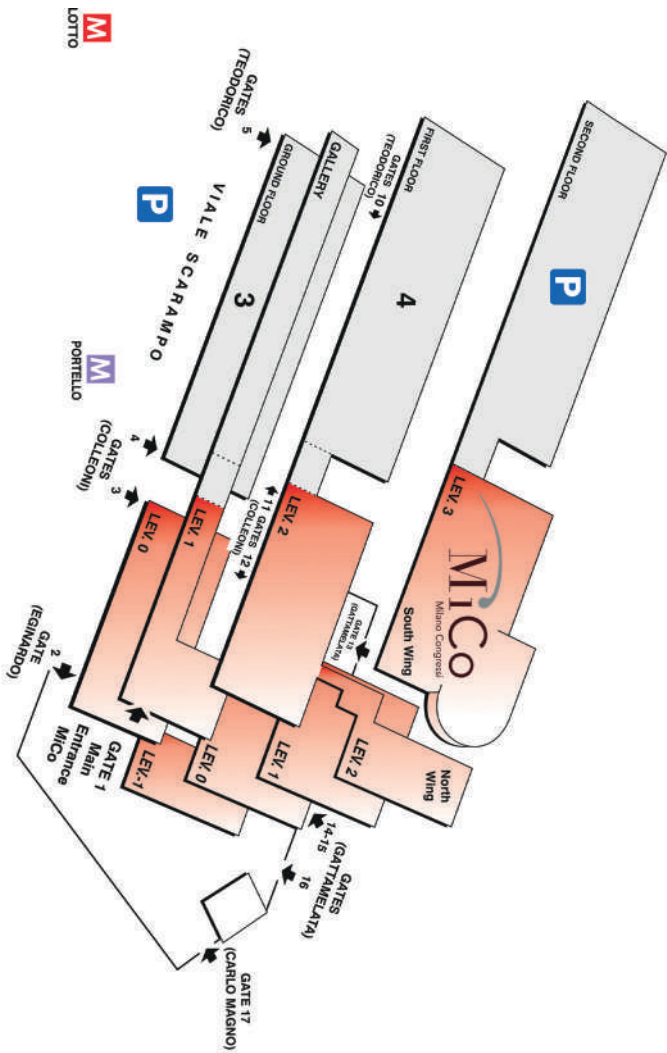 M
LOTTO
GATES
(TEODORICO)
5
P
VIALE SCARAMPO
M
PORTELLO
GROUND FLOOR
3
GALLERY
GATES 10
(TEODORICO)
FIRST FLOOR
4
SECOND FLOOR
P
4
GATES
(COLLEONI)
3
LEV. 0
LEV. 1
11 GATES 12
(COLLEONI)
LEV. 2
LEV. 3
MiCo
Milano Congressi
South Wing
GATE 13
(GATTAMELATA)
2
GATE
(EGINARDO)
GATE 1
Main
Entrance
MiCo
LEV.-1
LEV. 0
LEV. 1
LEV. 2
North
Wing
14-15
GATES
(GATTAMELATA)
16
GATE 17
(CARLO MAGNO)